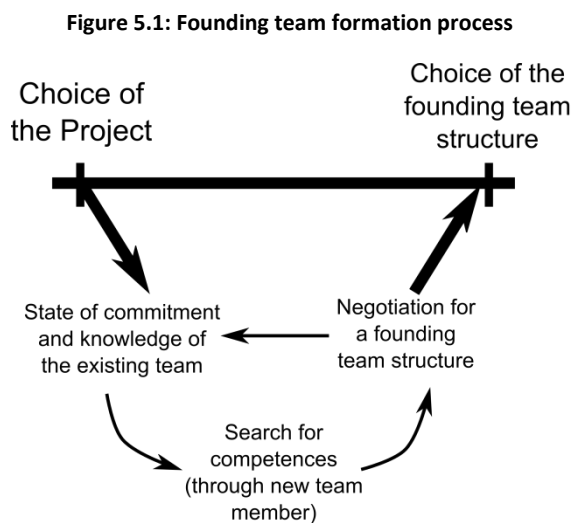 Figure 5.1: Founding team formation process
Choice of
the Project
Choice of the
founding team
structure
State of commitment
and knowledge of
the existing team
Negotiation for
a founding
team structure
Search for
competences
(through new team
member)